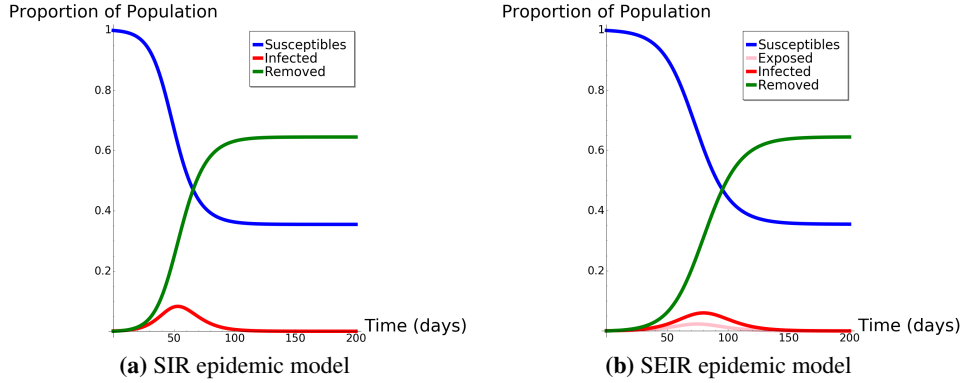 Proportion of Population
1
0.8
0.6
0.4
0.2
50
100
150
200
Time (days)
Susceptibles
Infected
Removed
(a) SIR epidemic model
Proportion of Population
1
0.8
0.6
0.4
0.2
50
100
150
200
Time (days)
Susceptibles
Exposed
Infected
Removed
(b) SEIR epidemic model